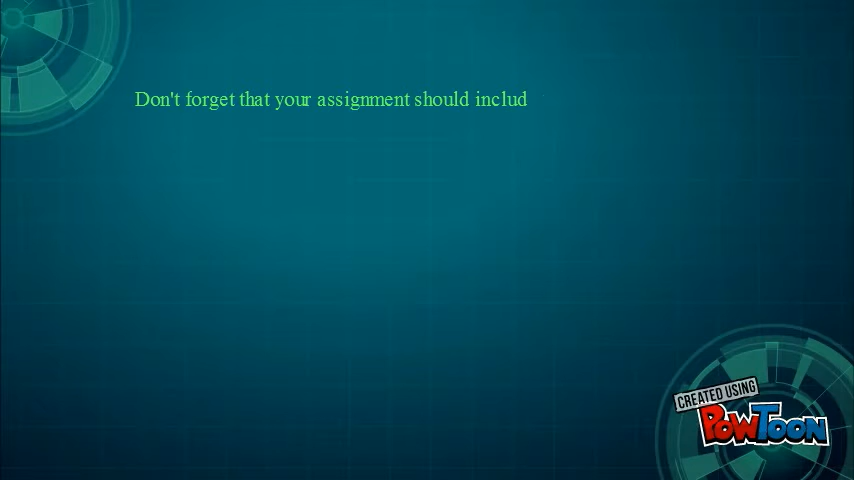 Don't forget that your assignment should includ
CREATED USING
POWTOON